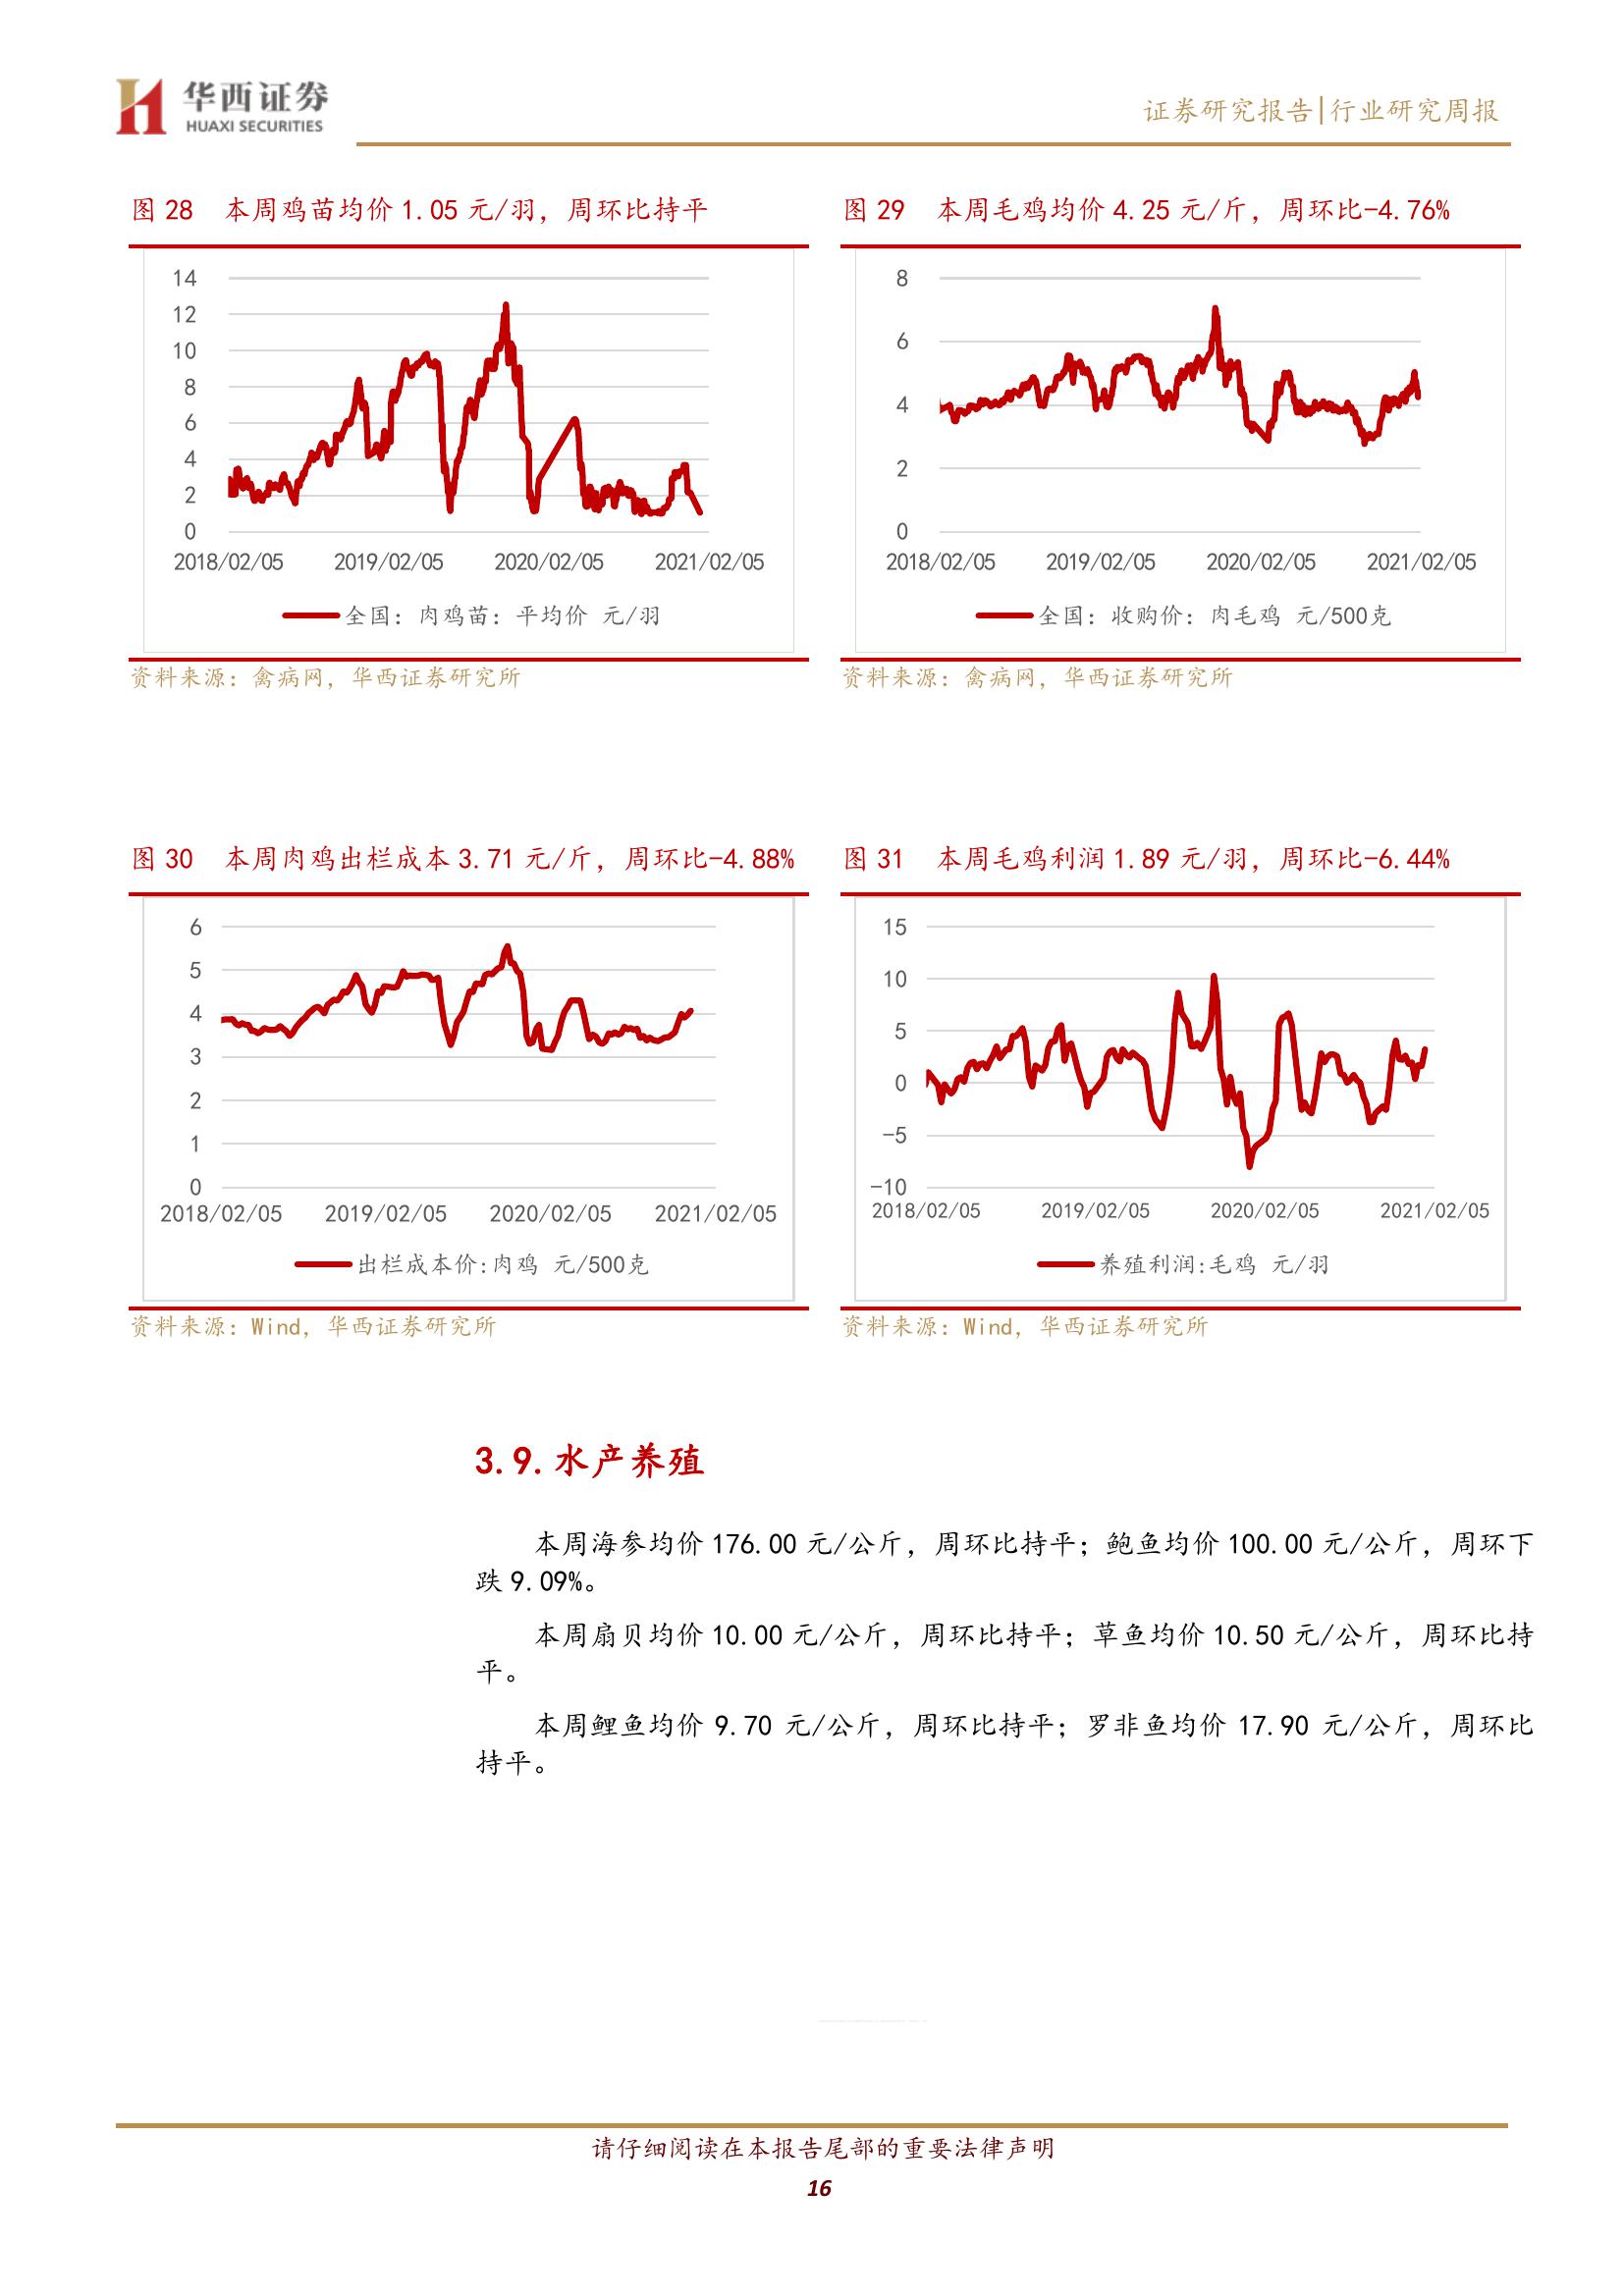 华西证券
HUAXI SECURITIES
证券研究报告|行业研究周报
图 28 本周鸡苗均价 1.05 元/羽，周环比持平
14
12
10
8
6
4
2
0
2018/02/05 2019/02/05 2020/02/05 2021/02/05
全国：肉鸡苗：平均价 元/羽
资料来源：禽病网，华西证券研究所
图 29 本周毛鸡均价 4.25 元/斤，周环比-4.76%
8
6
4
2
0
2018/02/05 2019/02/05 2020/02/05 2021/02/05
全国：收购价：肉毛鸡 元/500克
资料来源：禽病网，华西证券研究所
图 30 本周肉鸡出栏成本 3.71 元/斤，周环比-4.88%
6
5
4
3
2
1
0
2018/02/05 2019/02/05 2020/02/05 2021/02/05
出栏成本价:肉鸡 元/500克
资料来源：Wind，华西证券研究所
图 31 本周毛鸡利润 1.89 元/羽，周环比-6.44%
15
10
5
0
-5
-10
2018/02/05 2019/02/05 2020/02/05 2021/02/05
养殖利润:毛鸡 元/羽
资料来源：Wind，华西证券研究所
3.9.水产养殖
本周海参均价 176.00 元/公斤，周环比持平；鲍鱼均价 100.00 元/公斤，周环下
跌 9.09%。
本周扇贝均价 10.00 元/公斤，周环比持平；草鱼均价 10.50 元/公斤，周环比持
平。
本周鲤鱼均价 9.70 元/公斤，周环比持平；罗非鱼均价 17.90 元/公斤，周环比
持平。
请仔细阅读在本报告尾部的重要法律声明
16